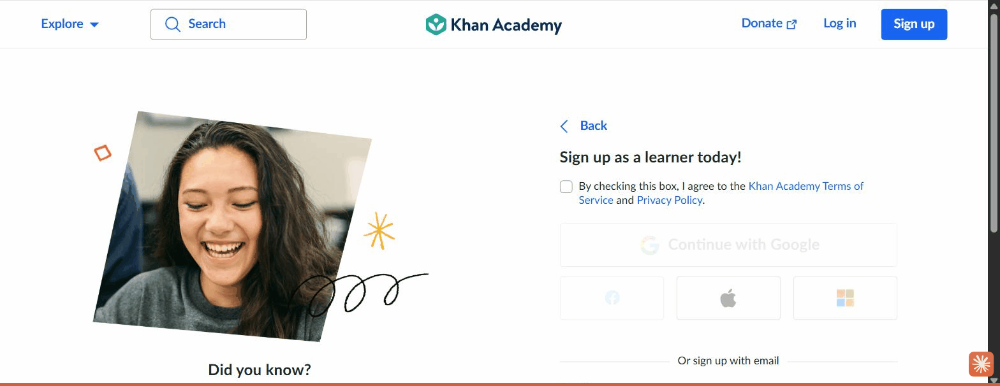 Explore
Search
Khan Academy
Donate
Log in
Sign up
Back
Sign up as a learner today!
By checking this box, I agree to the Khan Academy Terms of
Service and Privacy Policy.
Continue with Google
Or sign up with email
Did you know?